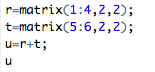 r=matrix(1:4,2,2);
t=matrix(5:6,2,2);
u=r+t;
u